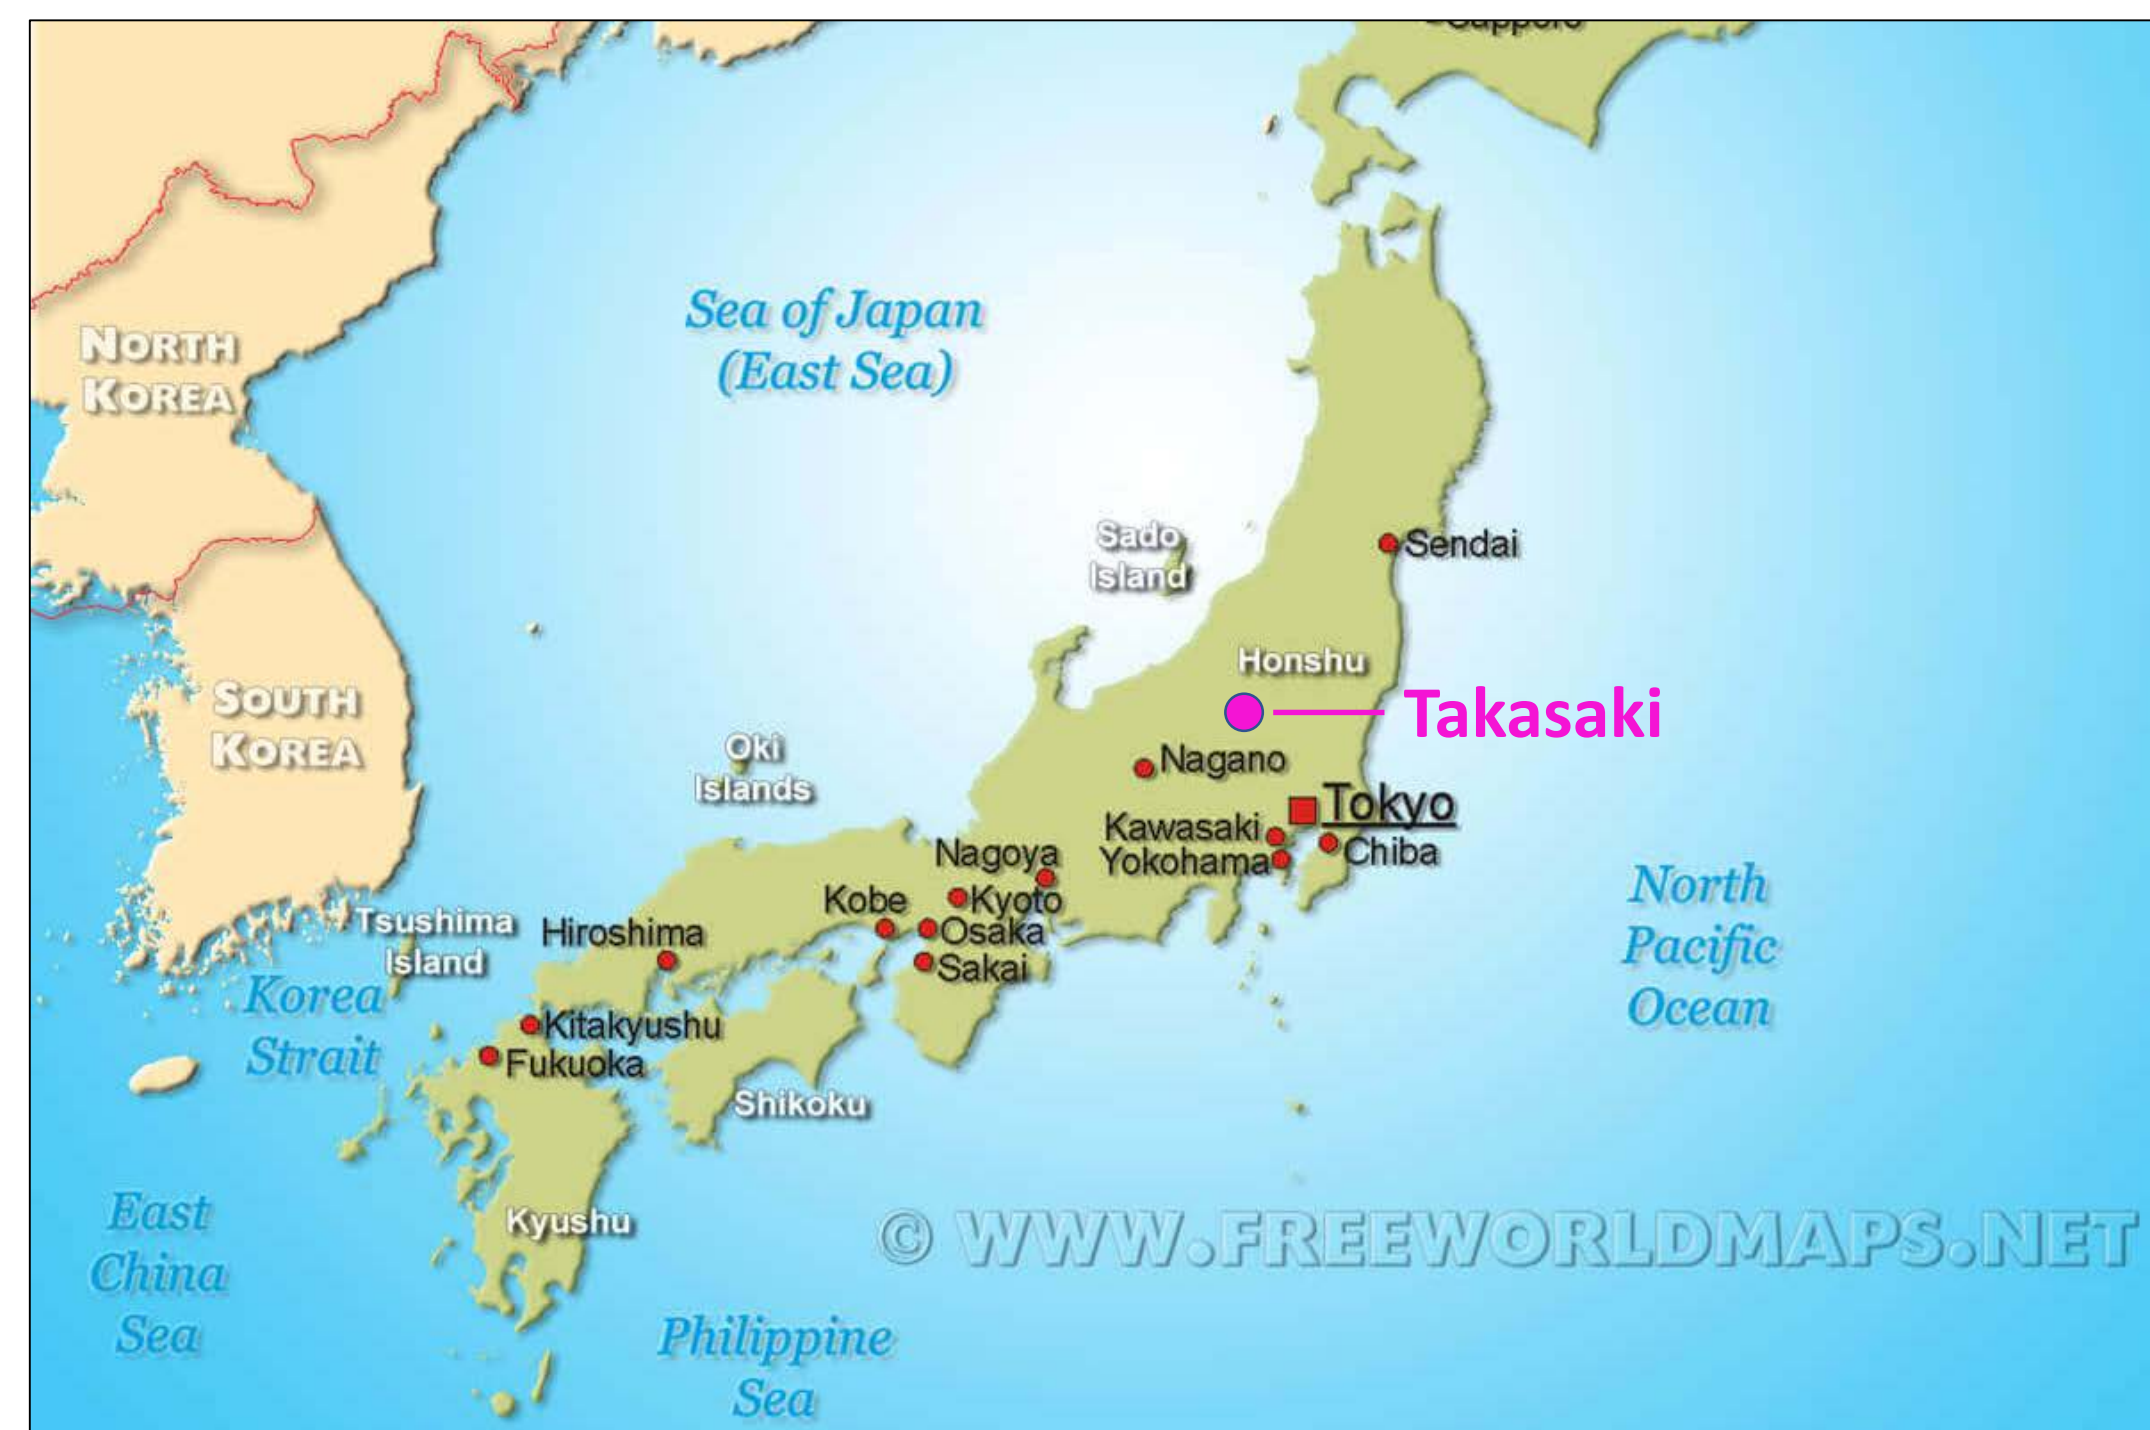 Sapporo
Sea of Japan
(East Sea)
NORTH
KOREA
Sado
Island
Sendai
Honshu
Takasaki
SOUTH
KOREA
Oki
Islands
Nagano
Tokyo
Kawasaki
Yokohama
Chiba
Nagoya
Kobe
Kyoto
Osaka
Sakai
Hiroshima
Tsushima
Island
North
Pacific
Ocean
Korea
Strait
Kitakyushu
Fukuoka
Shikoku
Kyushu
East
China
Sea
Philippine
Sea
© WWW.FREEWORLDMAPS.NET